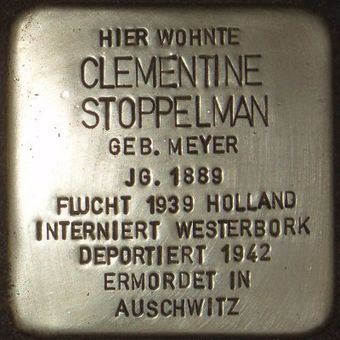 HIER WOHNTE
CLEMENTINE
STOPPELMAN
GEB. MEYER
JG. 1889
FLUCHT 1939 HOLLAND
INTERNIERT WESTERBORK
DEPORTIERT 1942
ERMORDET IN
AUSCHWITZ